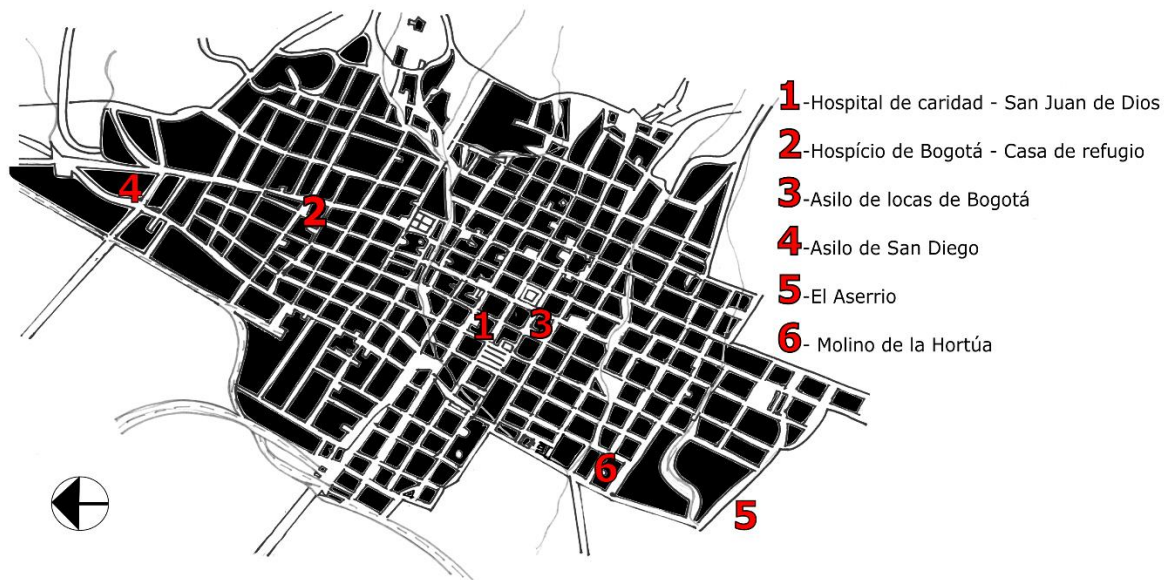 1-Hospital de caridad - San Juan de Dios
2-Hospício de Bogotá - Casa de refugio
3-Asilo de locas de Bogotá
4-Asilo de San Diego
5-El Aserrio
6- Molino de la Hortúa
4
2
1
3
6
5